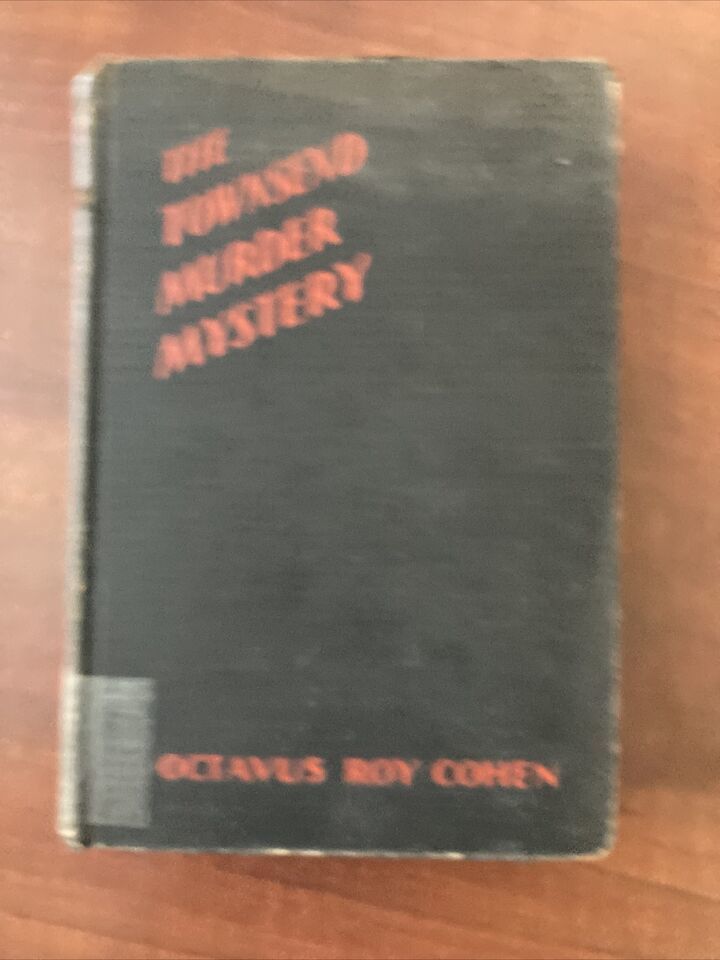 THE
TOWNSEND
MURDER
MYSTERY
OCTAVUS ROY COHEN